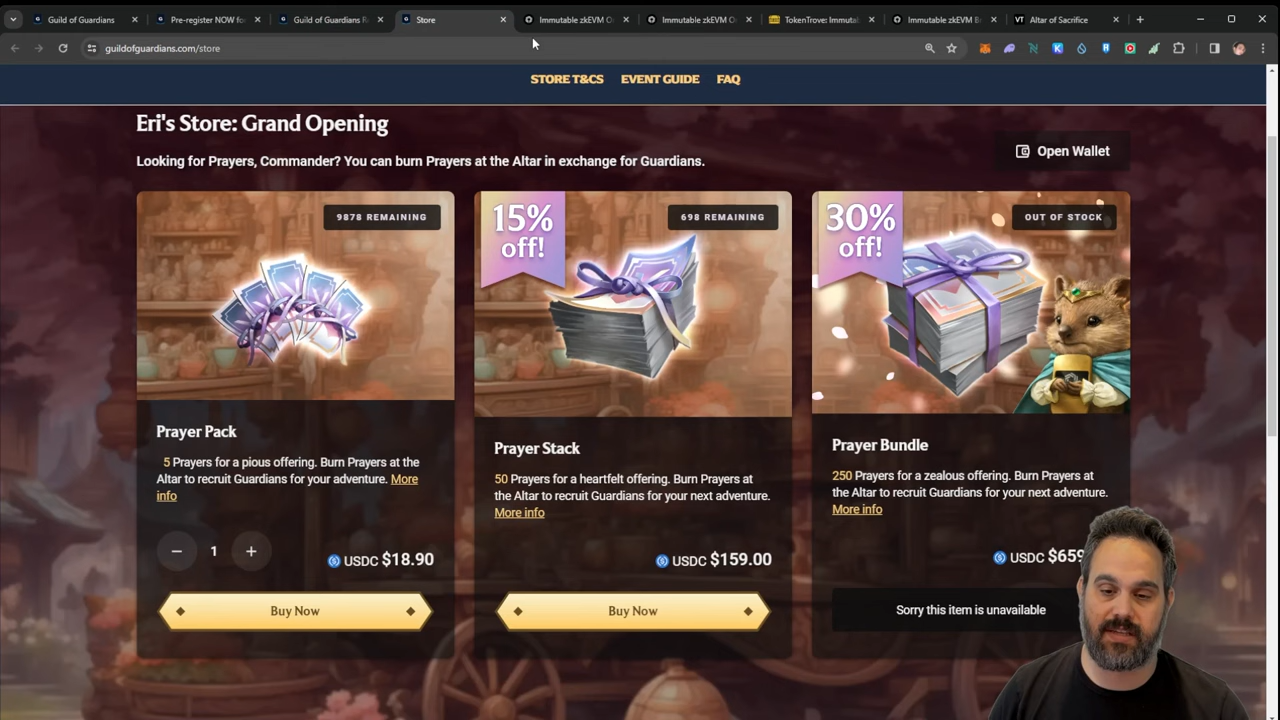 Guild of Guardians
Pre-register NOW fo
Guild of Guardians R
Store
Immutable zkEVM O
Immutable zkEVM O
TokenTrove: Immuta
Immutable zkEVM B
VT
Altar of Sacrifice
guildofguardians.com/store
STORE T&CS
EVENT GUIDE
FAQ
Eri's Store: Grand Opening
Looking for Prayers, Commander? You can burn Prayers at the Altar in exchange for Guardians.
Open Wallet
9878 REMAINING
Prayer Pack
5 Prayers for a pious offering. Burn Prayers at the
Altar to recruit Guardians for your adventure. More
info
1
USDC $18.90
Buy Now
15%
off!
698 REMAINING
Prayer Stack
50 Prayers for a heartfelt offering. Burn Prayers at
the Altar to recruit Guardians for your next adventure.
More info
USDC $159.00
Buy Now
30%
off!
OUT OF STOCK
Prayer Bundle
250 Prayers for a zealous offering. Burn Prayers at
the Altar to recruit Guardians for your next adventure.
More info
USDC $659
Sorry this item is unavailable